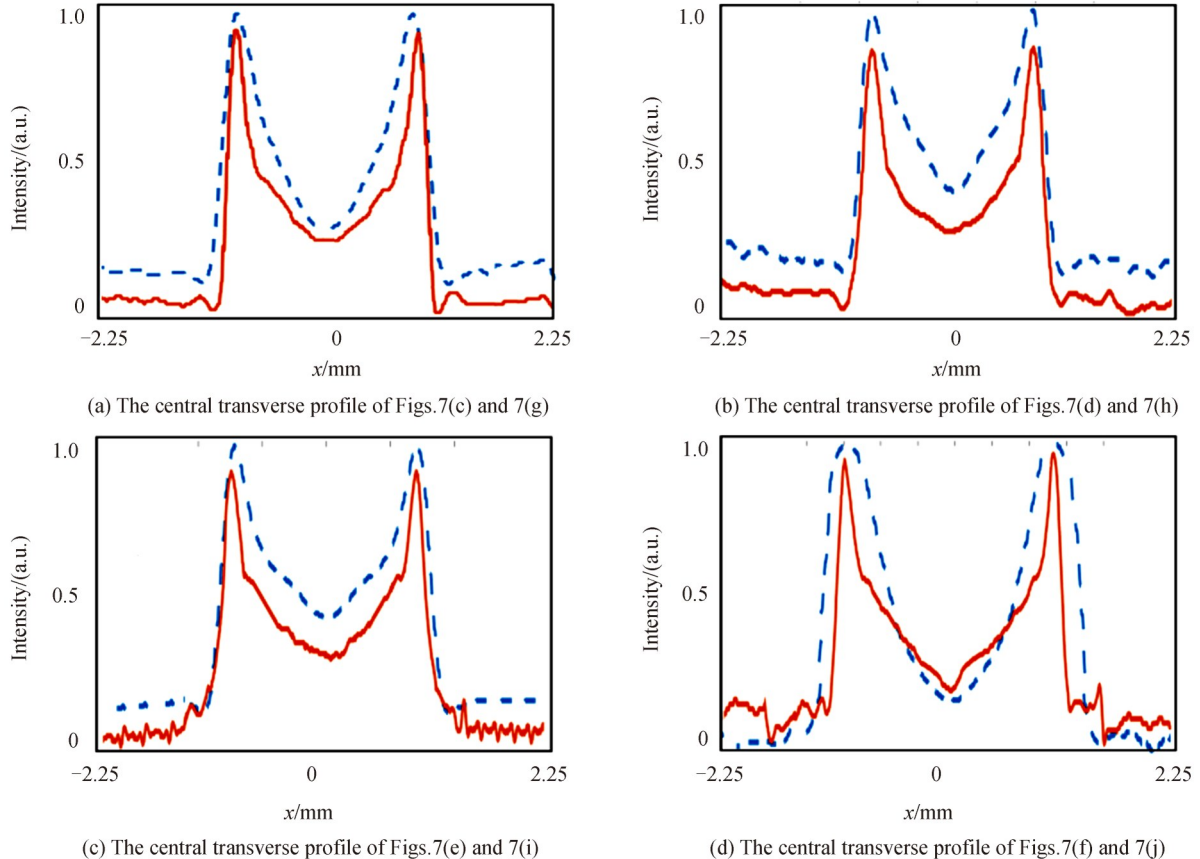 1.0
0.5
0
Intensity/(a.u.)
−2.25
0
2.25
x/mm
(a) The central transverse profile of Figs.7(c) and 7(g)
1.0
0.5
0
Intensity/(a.u.)
−2.25
0
2.25
x/mm
(b) The central transverse profile of Figs.7(d) and 7(h)
1.0
0.5
0
Intensity/(a.u.)
−2.25
0
2.25
x/mm
(c) The central transverse profile of Figs.7(e) and 7(i)
1.0
0.5
0
Intensity/(a.u.)
−2.25
0
2.25
x/mm
(d) The central transverse profile of Figs.7(f) and 7(j)